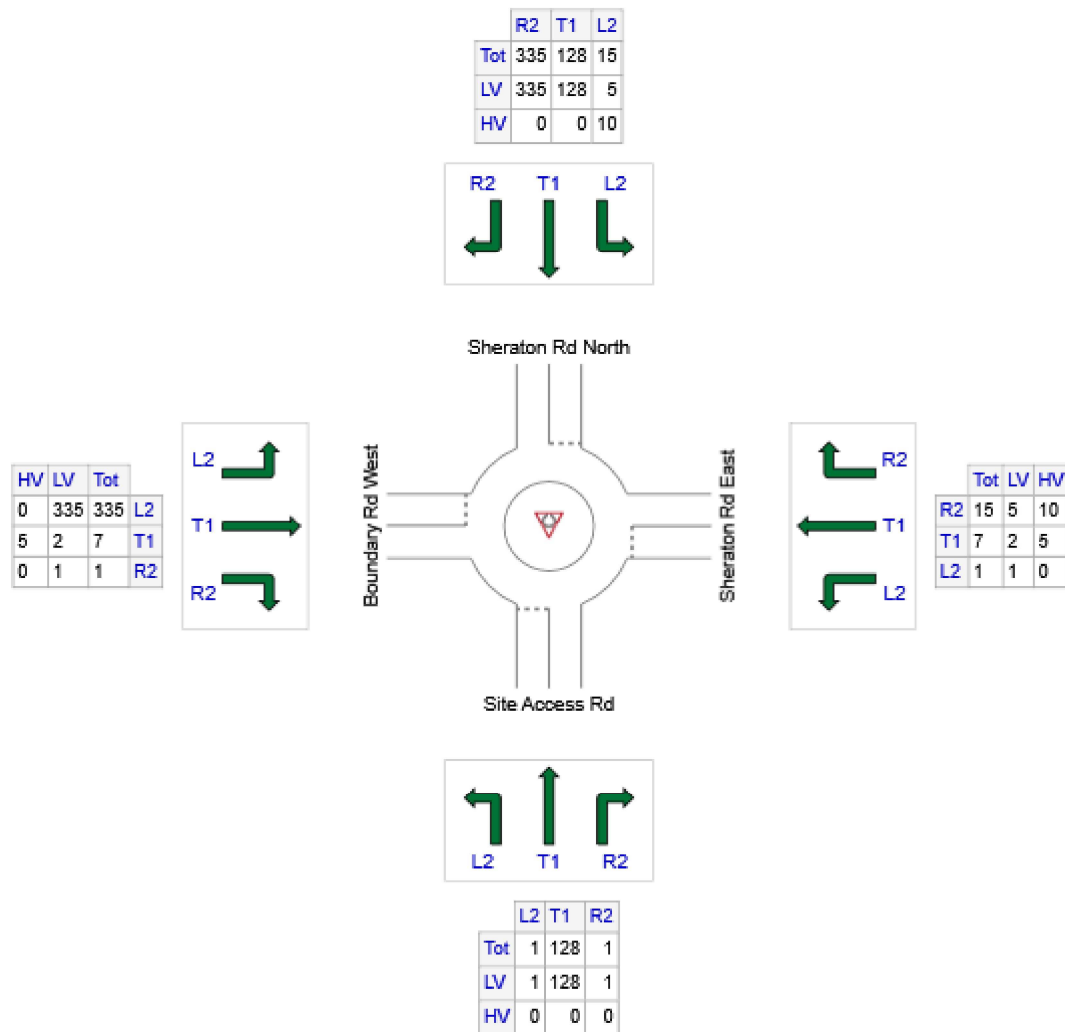 R2 T1 L2
Tot 335 128 15
LV 335 128 5
HV 0 0 10
R2 T1 L2
Sheraton Rd North
L2
T1
R2
HV LV Tot
0 335 335 L2
5 2 7 T1
0 1 1 R2
Boundary Rd West
Sheraton Rd East
R2
T1
L2
Tot LV HV
R2 15 5 10
T1 7 2 5
L2 1 1 0
Site Access Rd
L2 T1 R2
L2 T1 R2
Tot 1 128 1
LV 1 128 1
HV 0 0 0